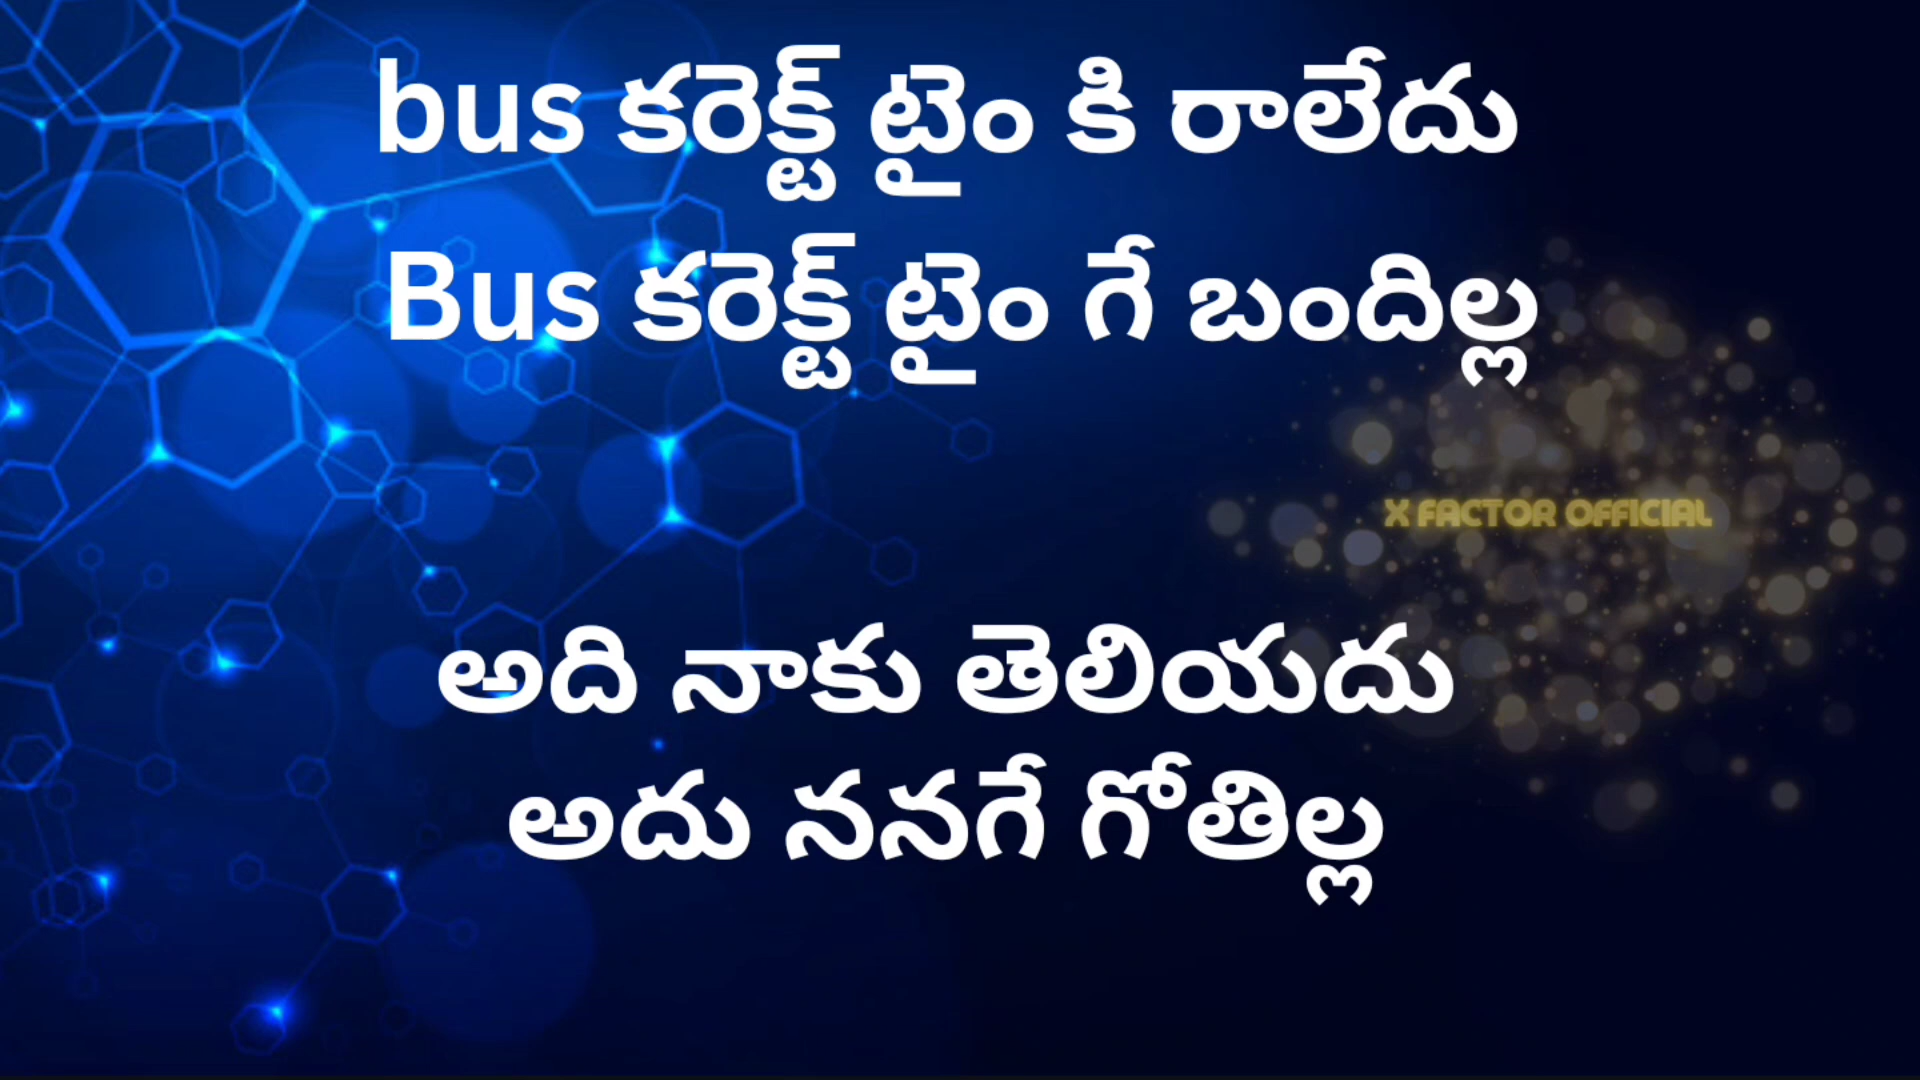 bus కరెక్ట్ టైం కి రాలేదు
Bus కరెక్ట్ టైం గే బందిల్ల
X FACTOR OFFICIAL
అది నాకు తెలియదు
అదు ననగే గోతిల్ల